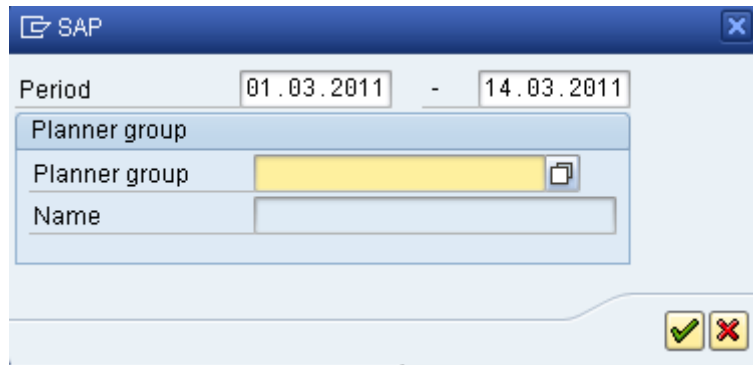 SAP
Period 01.03.2011 - 14.03.2011
Planner group
Planner group
Name